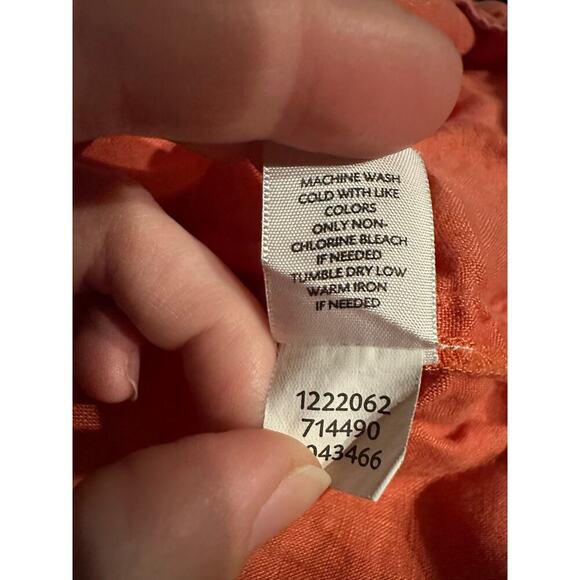 MACHINE WASH
COLD WITH LIKE
COLORS
ONLY NON-
CHLORINE BLEACH
IF NEEDED
TUMBLE DRY LOW
WARM IRON
IF NEEDED
1222062
714490
043466